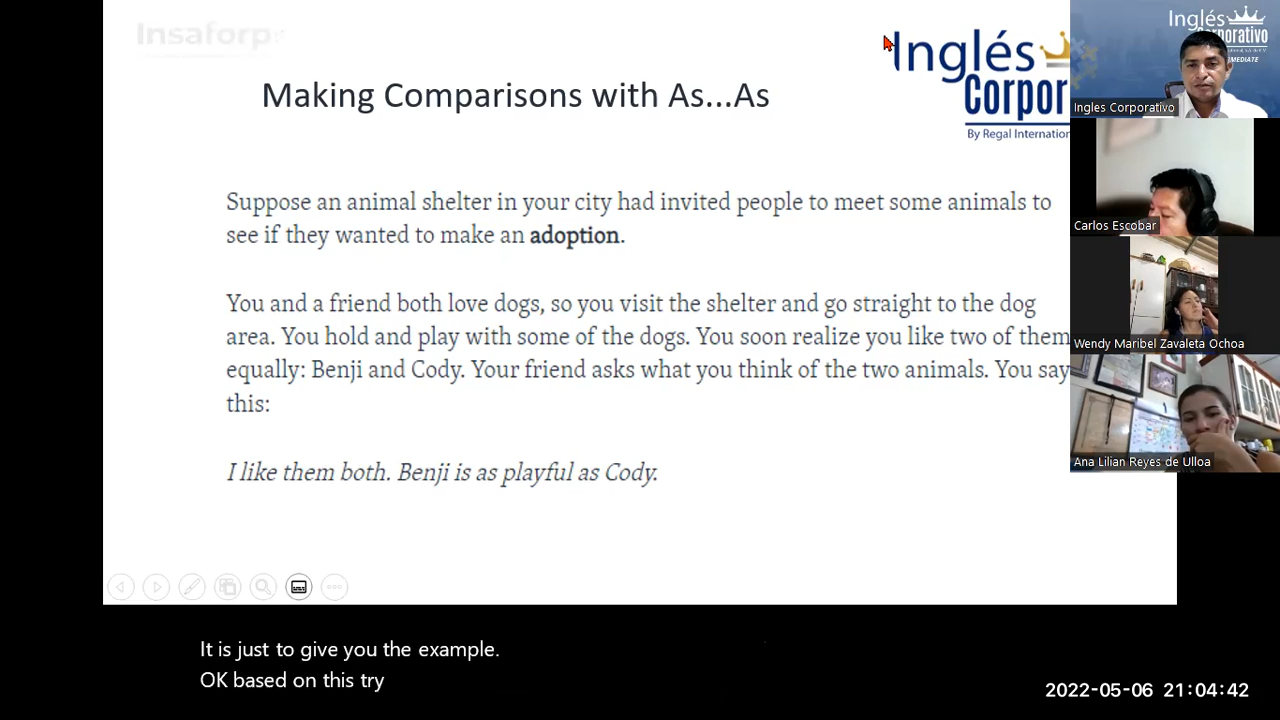 Insaforp
Inglés
Corpor
By Regal Internation
Making Comparisons with As...As
Suppose an animal shelter in your city had invited people to meet some animals to
see if they wanted to make an adoption.
You and a friend both love dogs, so you visit the shelter and go straight to the dog
area. You hold and play with some of the dogs. You soon realize you like two of them
equally: Benji and Cody. Your friend asks what you think of the two animals. You say
this:
I like them both. Benji is as playful as Cody.
Inglés
Corporativo
Ingles Corporativo
Carlos Escobar
Wendy Maribel Zavaleta Ochoa
Ana Lilian Reyes de Ulloa
It is just to give you the example.
OK based on this try
2022-05-06 21:04:42